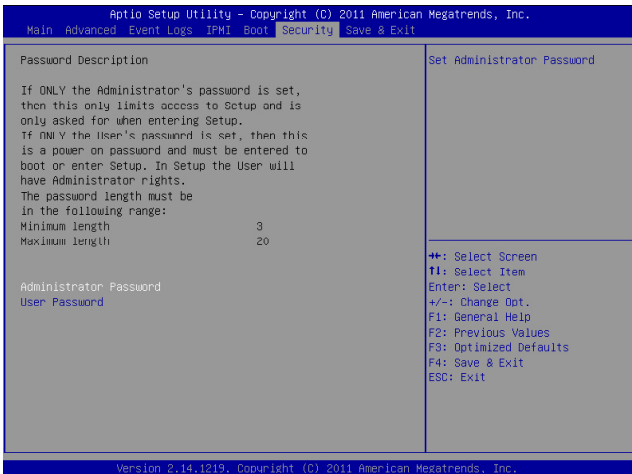 Aptio Setup Utility - Copyright (C) 2011 American Megatrends, Inc.
Main Advanced Event Logs IPMI Boot Security Save & Exit
Password Description
If ONLY the Administrator's password is set,
then this only limits access to Setup and is
only asked for when entering Setup.
If ONLY the User's password is set, then this
is a power on password and must be entered to
boot or enter Setup. In Setup the User will
have Administrator rights.
The password length must be
in the following range:
Minimum length 3
Maximum length 20
Administrator Password
User Password
Set Administrator Password
→←: Select Screen
↑↓: Select Item
Enter: Select
+/-: Change Opt.
F1: General Help
F2: Previous Values
F3: Optimized Defaults
F4: Save & Exit
ESC: Exit
Version 2.14.1219. Copyright (C) 2011 American Megatrends, Inc.